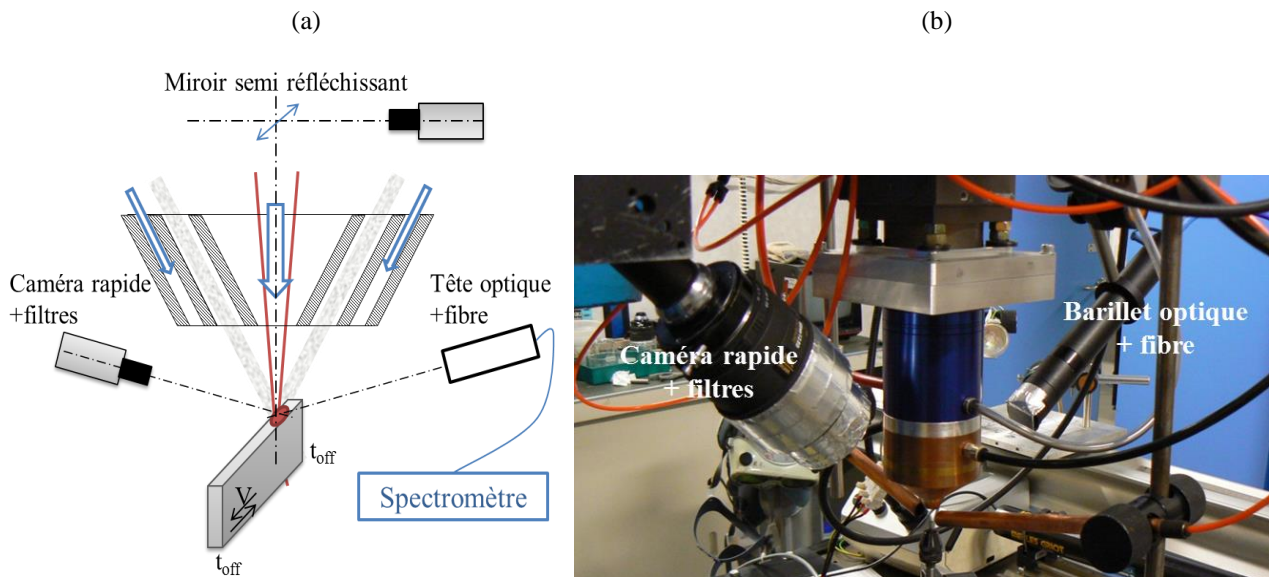 (a)
(b)
Miroir semi réfléchissant
Caméra rapide
+filtres
Tête optique
+fibre
t_off
V
t_off
Spectromètre
Caméra rapide
+ filtres
Barillet optique
+ fibre